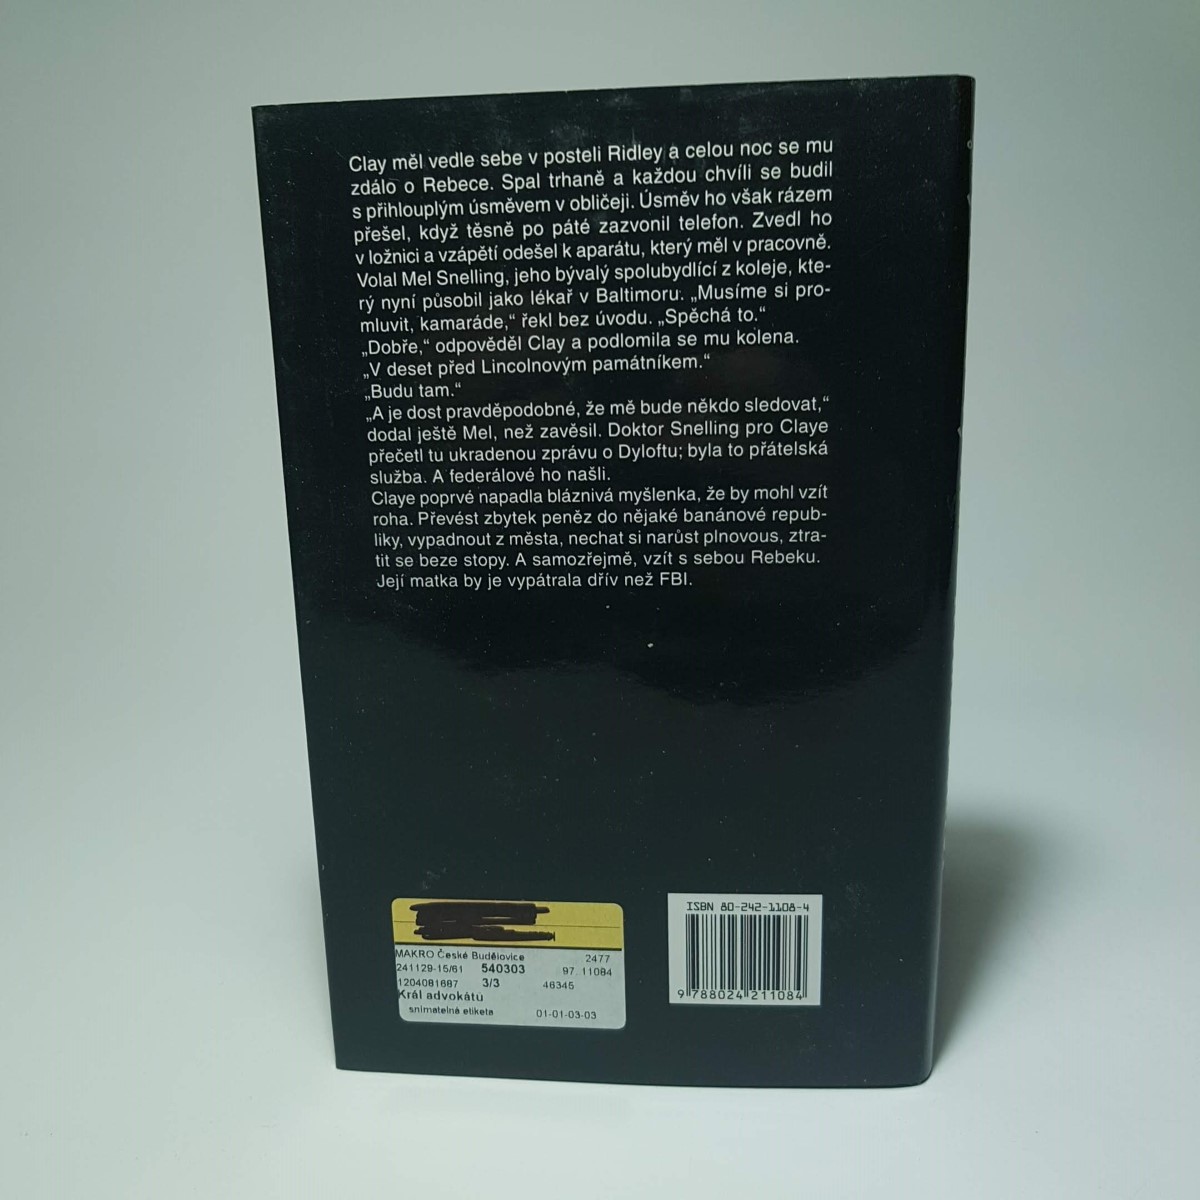 Clay měl vedle sebe v posteli Ridley a celou noc se mu
zdálo o Rebece. Spal trhaně a každou chvíli se budil
s přihlouplým úsměvem v obličeji. Úsměv ho však rázem
přešel, když těsně po páté zazvonil telefon. Zvedl ho
v ložnici a vzápětí odešel k aparátu, který měl v pracovně.
Volal Mel Snelling, jeho bývalý spolubydlící z koleje, kte-
rý nyní působil jako lékař v Baltimoru. „Musíme si pro-
mluvit, kamaráde,“ řekl bez úvodu. „Spěchá to.“
„Dobře,“ odpověděl Clay a podlomila se mu kolena.
„V deset před Lincolnovým památníkem.“
„Budu tam.“
„A je dost pravděpodobné, že mě bude někdo sledovat,“
dodal ještě Mel, než zavěsil. Doktor Snelling pro Claye
přečetl tu ukradenou zprávu o Dyloftu; byla to přátelská
služba. A federálové ho našli.
Claye poprvé napadla bláznivá myšlenka, že by mohl vzít
roha. Převést zbytek peněz do nějaké banánové repub-
liky, vypadnout z města, nechat si narůst plnovous, ztra-
tit se beze stopy. A samozřejmě, vzít s sebou Rebeku.
Její matka by je vypátrala dřív než FBI.
MAKRO České Budělovice 2477
241129-15/61 540303 97 11084
1204081687 3/3 46345
Král advokátů
snímatelná etiketa 01-01-03-03
ISBN 80-242-1108-4
9 788024 211084